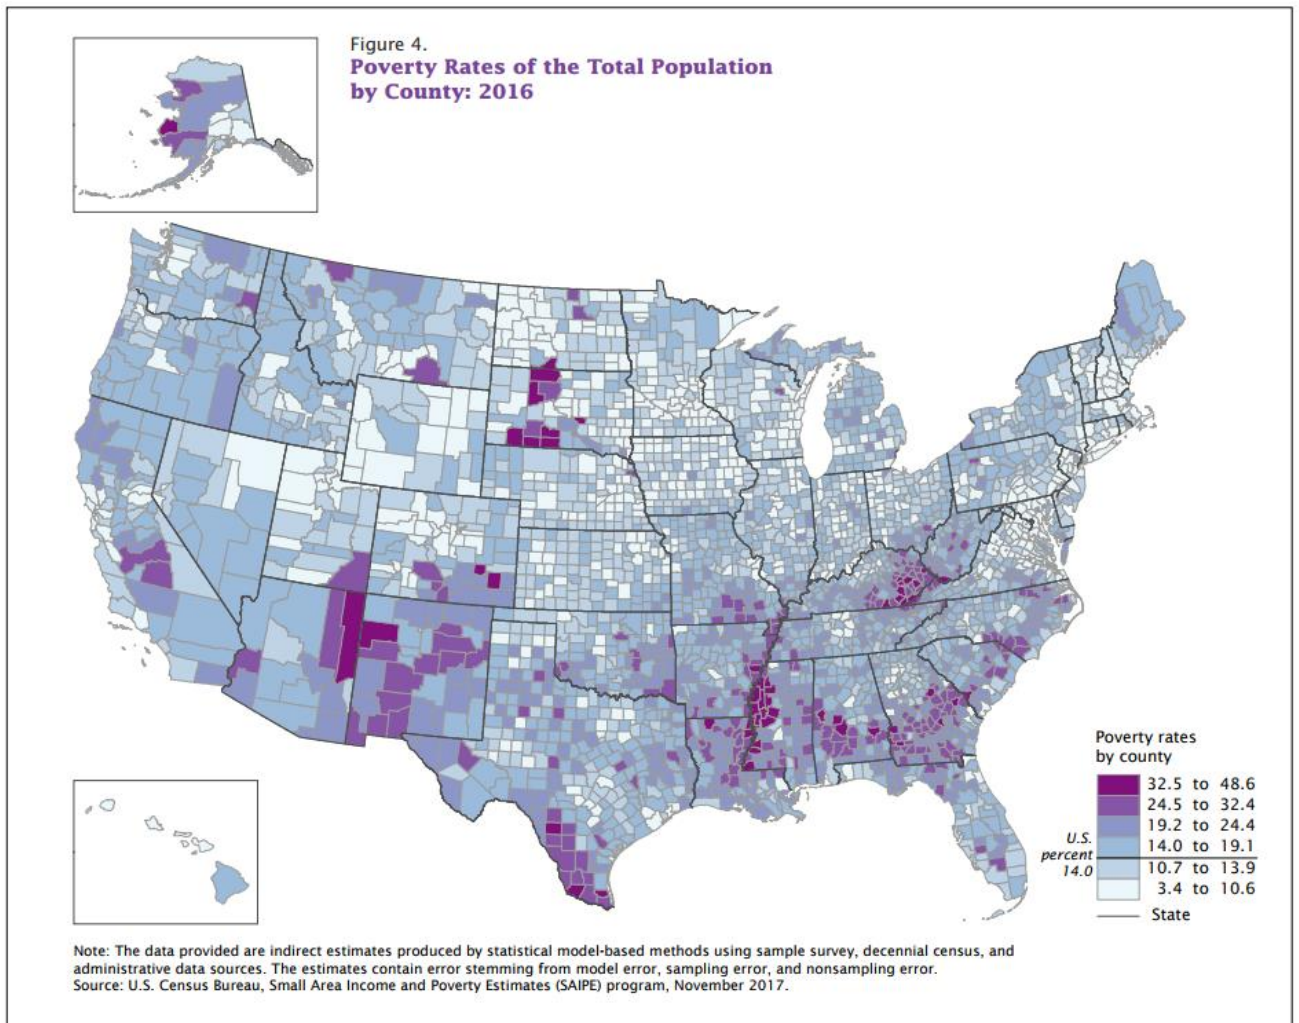 Figure 4.
Poverty Rates of the Total Population
by County: 2016
Poverty rates
by county
32.5 to 48.6
24.5 to 32.4
19.2 to 24.4
14.0 to 19.1
10.7 to 13.9
3.4 to 10.6
U.S.
percent
14.0
State
Note: The data provided are indirect estimates produced by statistical model-based methods using sample survey, decennial census, and
administrative data sources. The estimates contain error stemming from model error, sampling error, and nonsampling error.
Source: U.S. Census Bureau, Small Area Income and Poverty Estimates (SAIPE) program, November 2017.